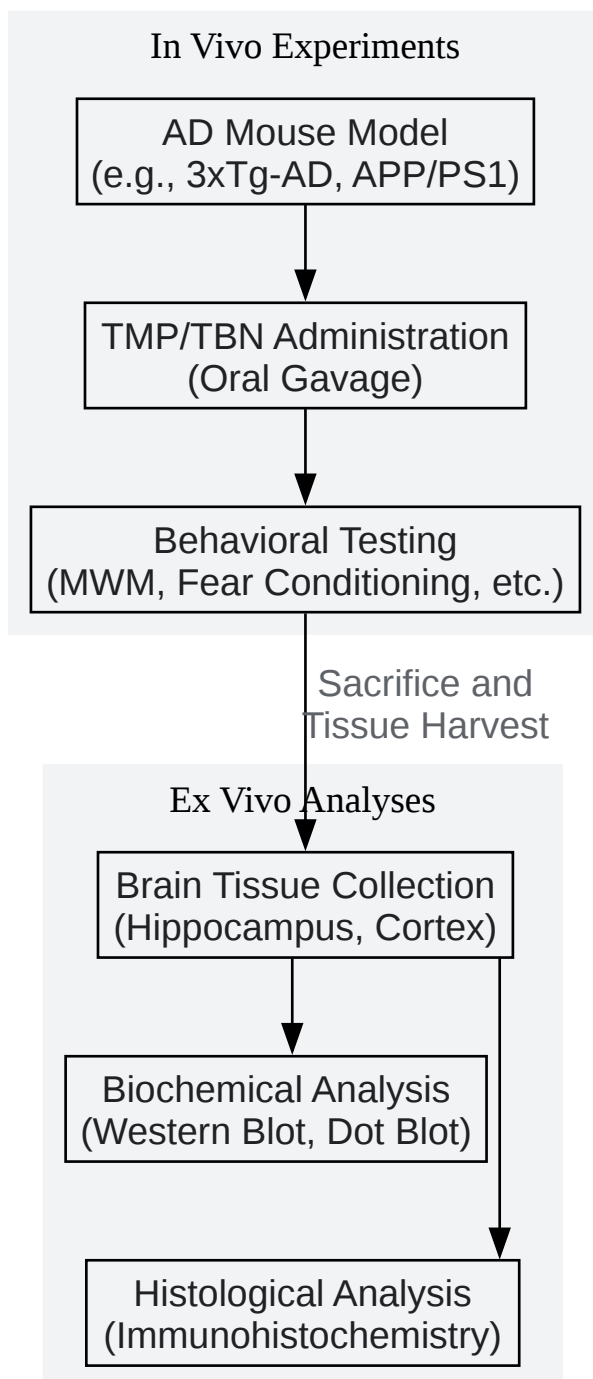 In Vivo Experiments
AD Mouse Model
(e.g., 3xTg-AD, APP/PS1)
TMP/TBN Administration
(Oral Gavage)
Behavioral Testing
(MWM, Fear Conditioning, etc.)
Sacrifice and
Tissue Harvest
Ex Vivo Analyses
Brain Tissue Collection
(Hippocampus, Cortex)
Biochemical Analysis
(Western Blot, Dot Blot)
Histological Analysis
(Immunohistochemistry)